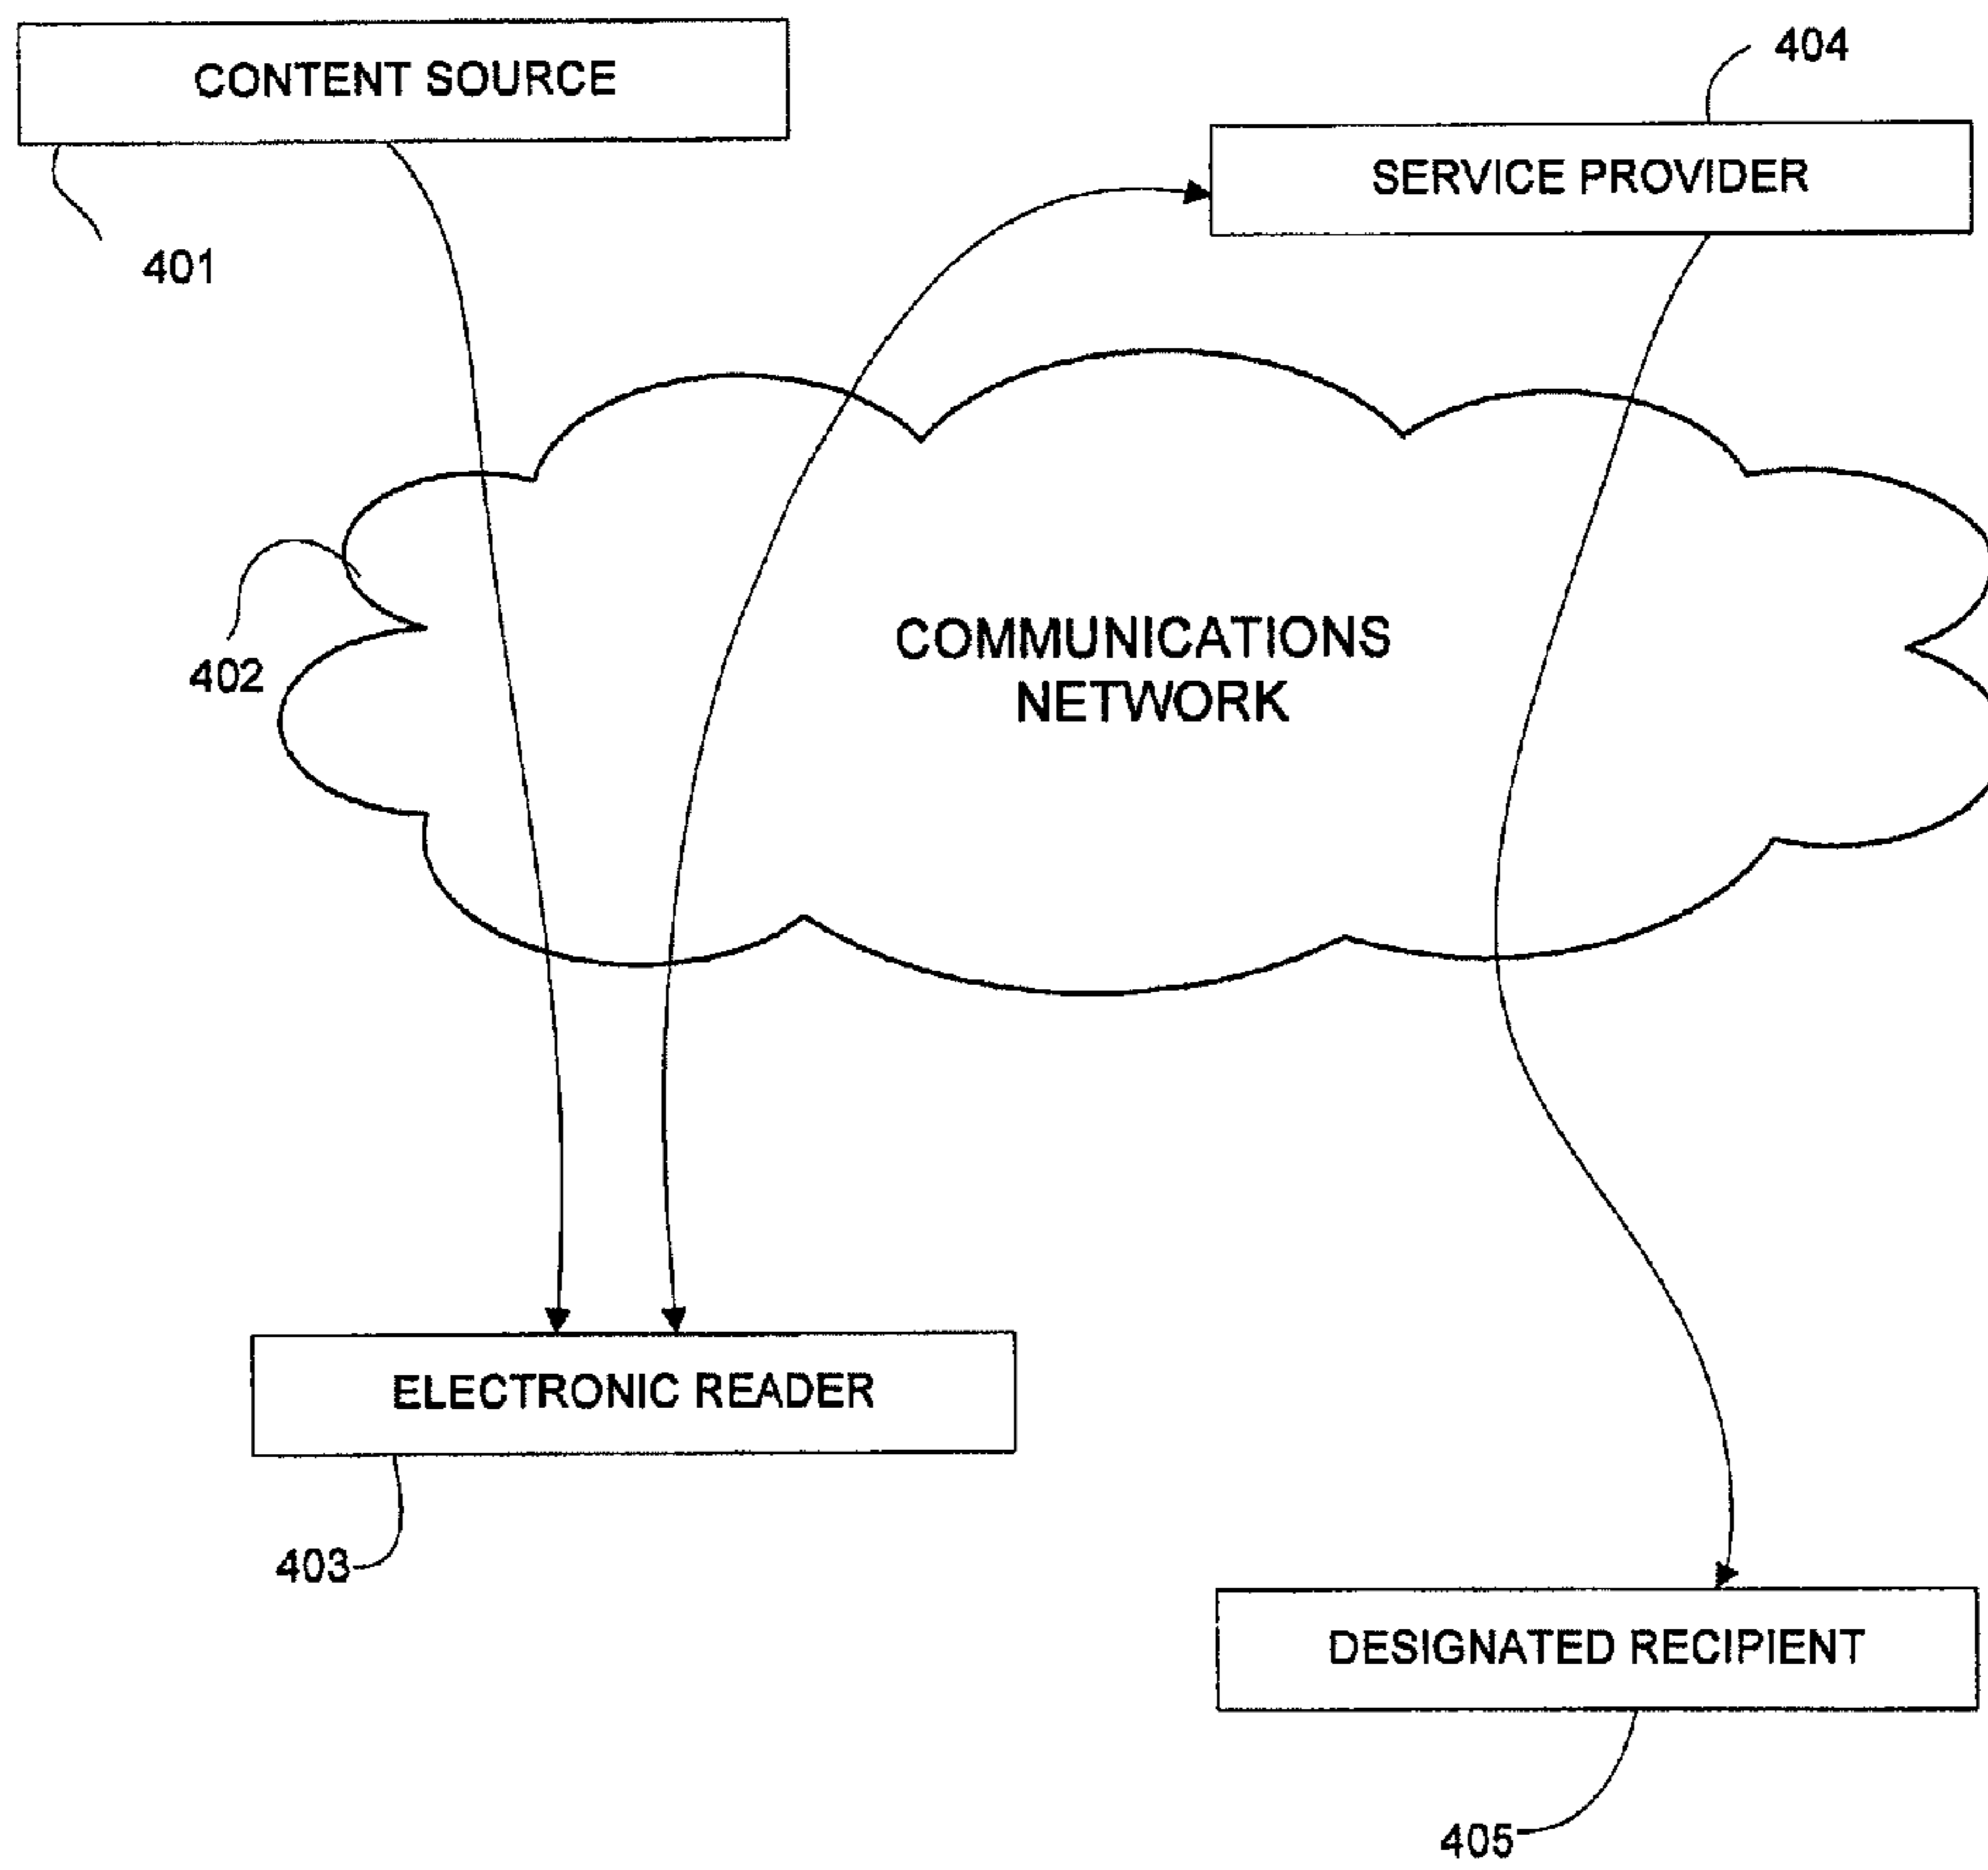 CONTENT SOURCE
404
SERVICE PROVIDER
401
COMMUNICATIONS
NETWORK
402
ELECTRONIC READER
403
DESIGNATED RECIPIENT
405